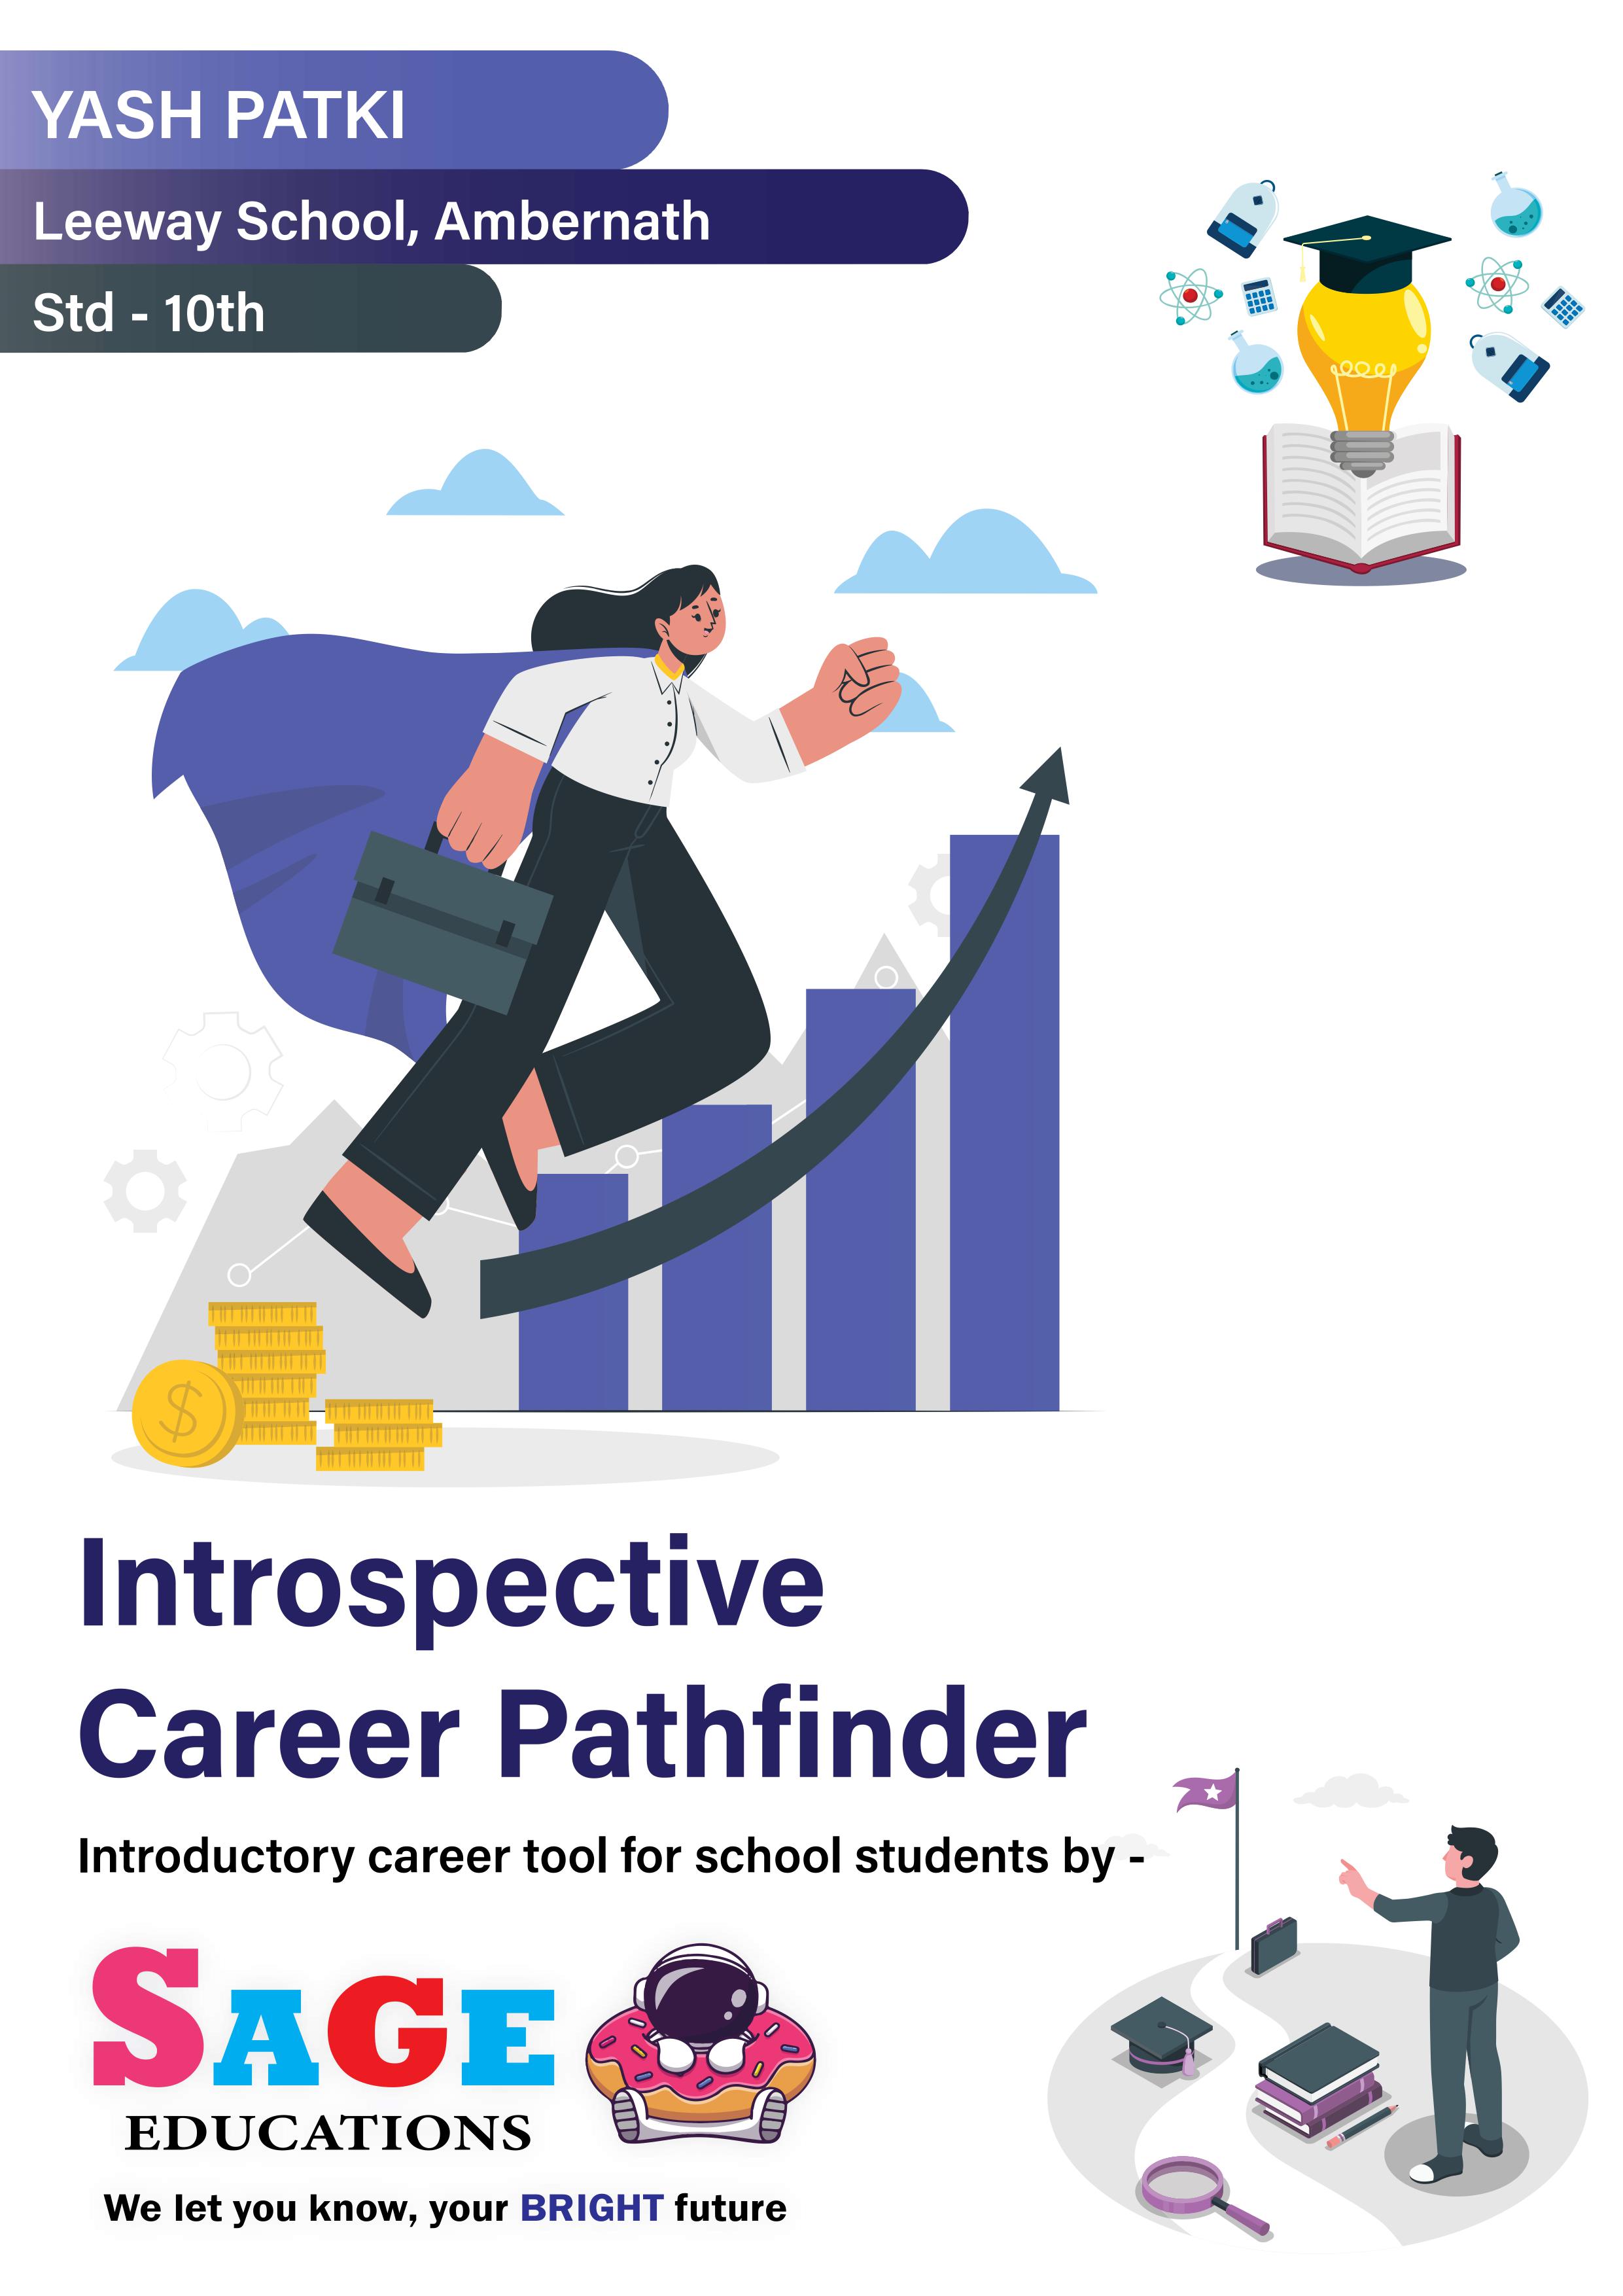 YASH PATKI
Leeway School, Ambernath
Std - 10th
$
Introspective
Career Pathfinder
Introductory career tool for school students by -
SAGE
EDUCATIONS
We let you know, your BRIGHT future